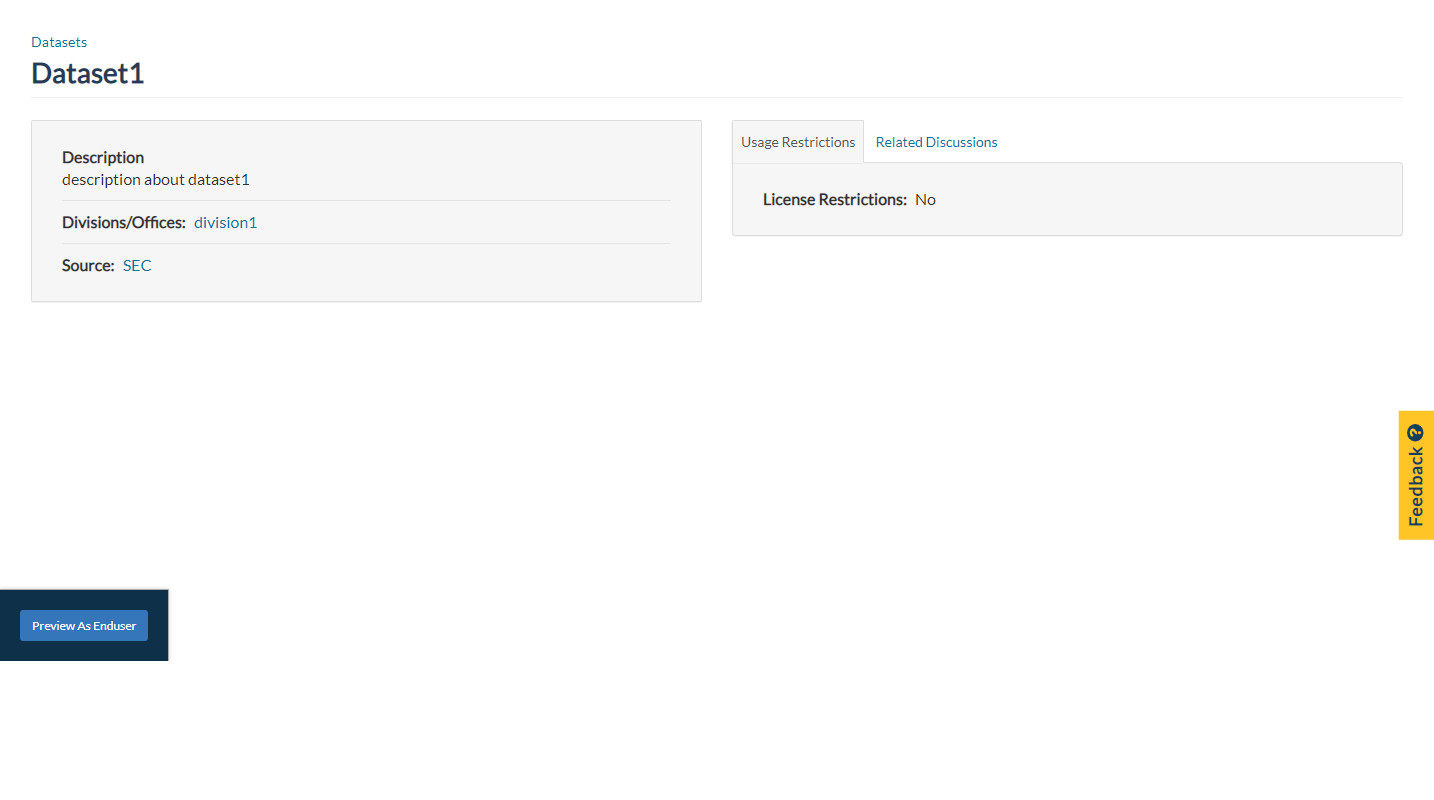 Datasets
Dataset1
Description
description about dataset1
Divisions/Offices: division1
Source: SEC
Usage Restrictions Related Discussions
License Restrictions: No
Feedback
Preview As Enduser